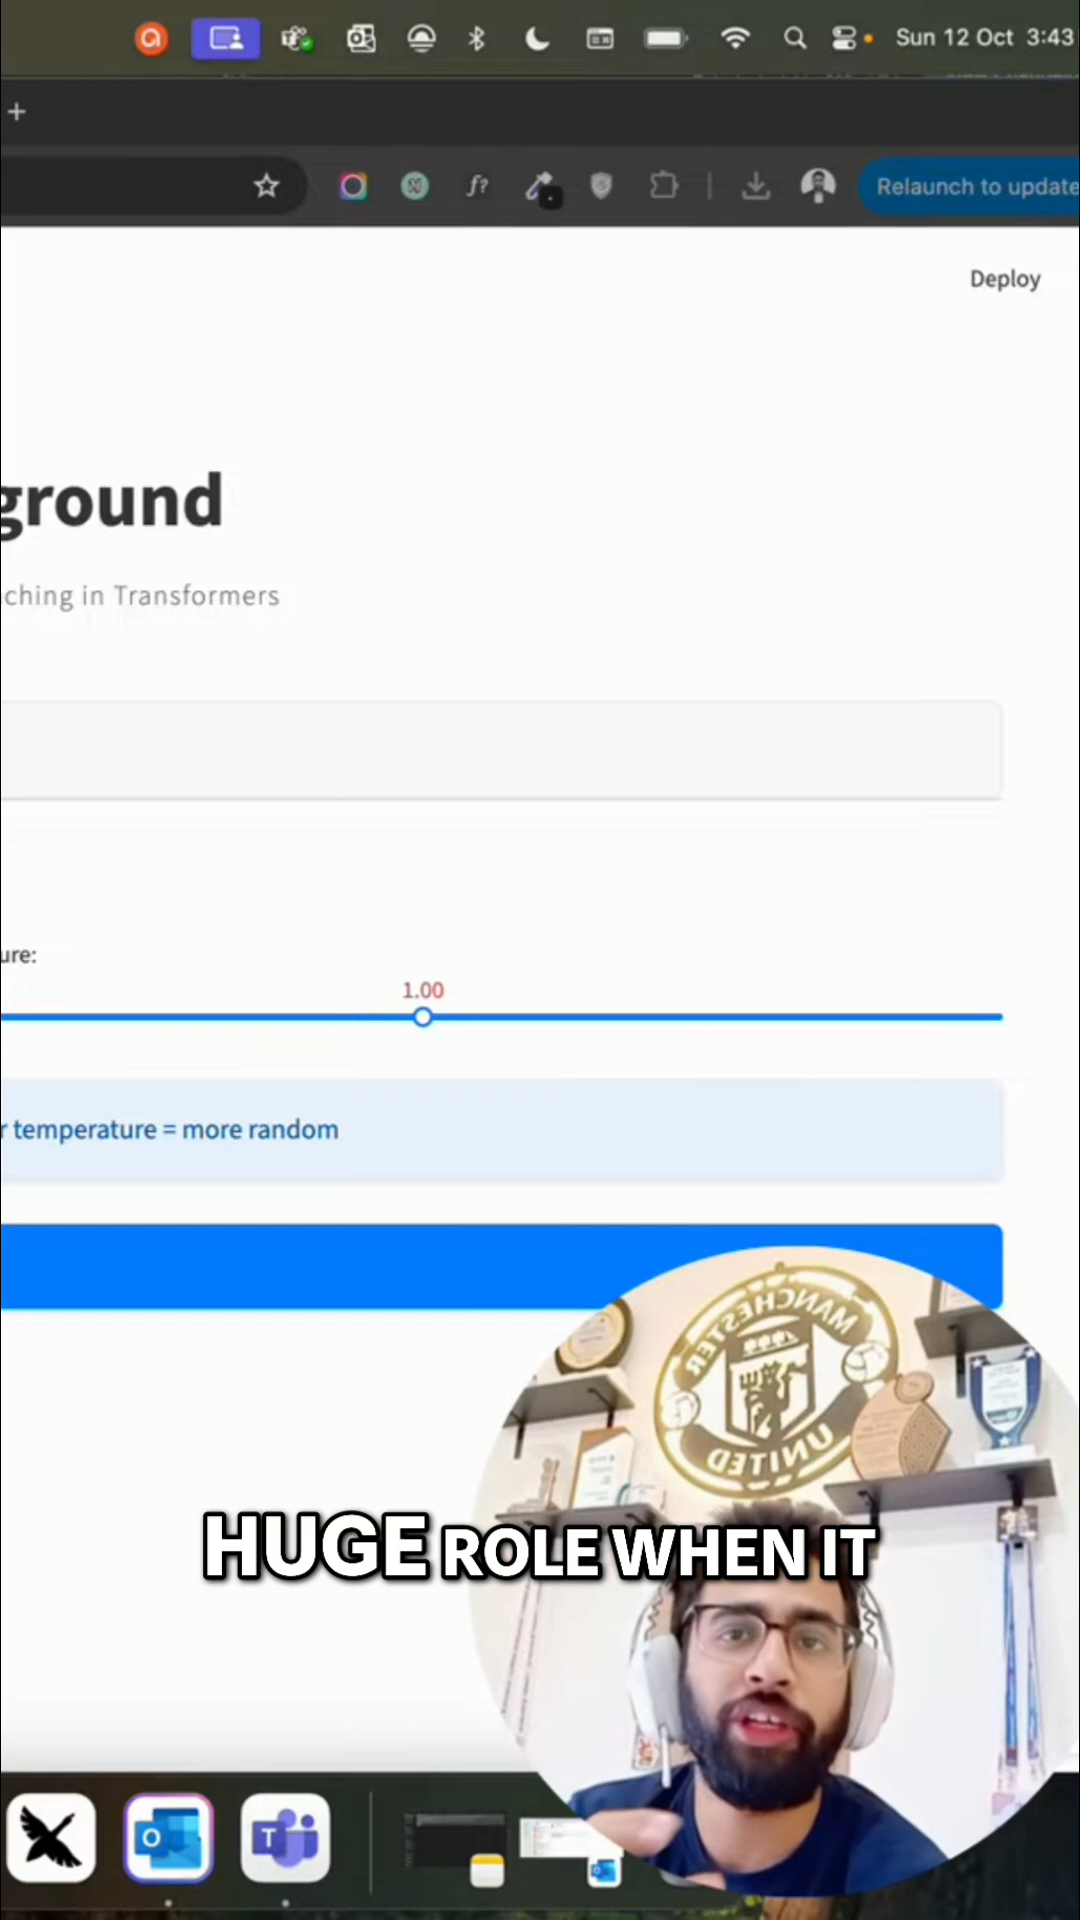 Sun 12 Oct 3:43
+
f?
Relaunch to update
Deploy
ground
ching in Transformers
ure:
1.00
r temperature = more random
MANCHESTER
UNITED
HUGE ROLE WHEN IT
O
T